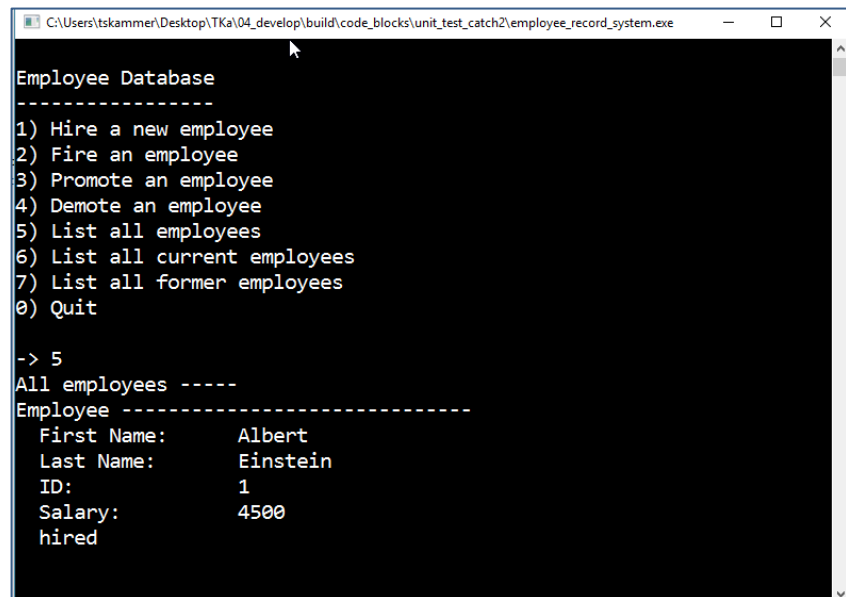 C:\Users\tskammer\Desktop\TKa\04_develop\build\code_blocks\unit_test_catch2\employee_record_system.exe
Employee Database
-----------------
1) Hire a new employee
2) Fire an employee
3) Promote an employee
4) Demote an employee
5) List all employees
6) List all current employees
7) List all former employees
0) Quit
-> 5
All employees -----
Employee ------------------------------
First Name: Albert
Last Name: Einstein
ID: 1
Salary: 4500
hired